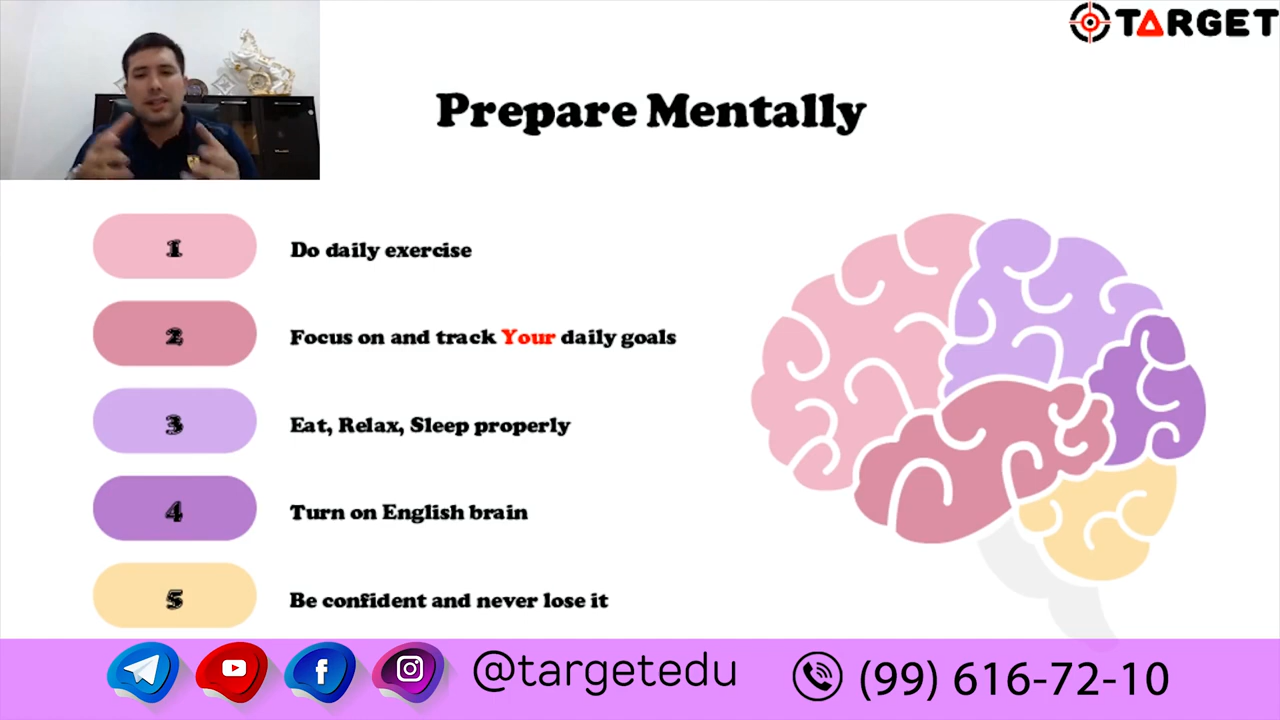 TARGET
Prepare Mentally
1 Do daily exercise
2 Focus on and track Your daily goals
3 Eat, Relax, Sleep properly
4 Turn on English brain
5 Be confident and never lose it
@targetedu (99) 616-72-10